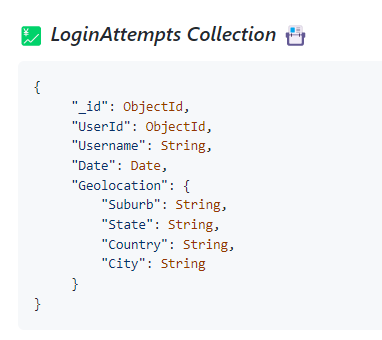 LoginAttempts Collection
{
"_id": ObjectId,
"UserId": ObjectId,
"Username": String,
"Date": Date,
"Geolocation": {
"Suburb": String,
"State": String,
"Country": String,
"City": String
}
}